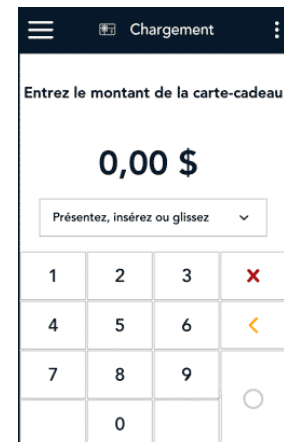 Chargement
Entrez le montant de la carte-cadeau
0,00 $
Présentez, insérez ou glissez
1 2 3
4 5 6
7 8 9
0